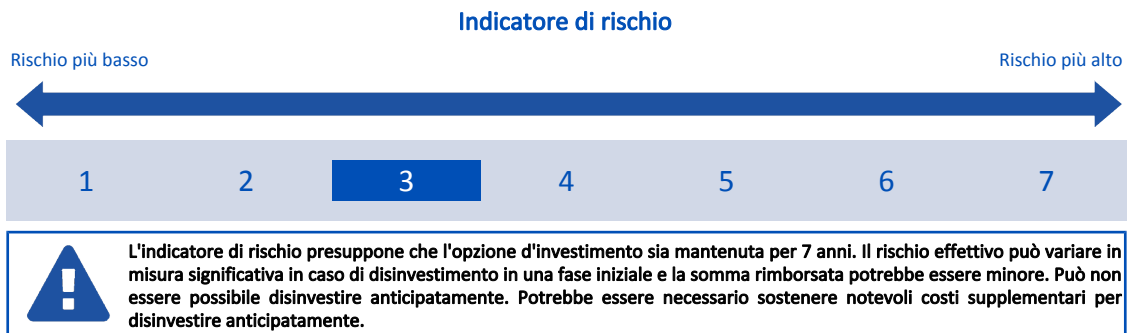 Indicatore di rischio
Rischio più basso
Rischio più alto
1 2 3 4 5 6 7
L'indicatore di rischio presuppone che l'opzione d'investimento sia mantenuta per 7 anni. Il rischio effettivo può variare in
misura significativa in caso di disinvestimento in una fase iniziale e la somma rimborsata potrebbe essere minore. Può non
essere possibile disinvestire anticipatamente. Potrebbe essere necessario sostenere notevoli costi supplementari per
disinvestire anticipatamente.